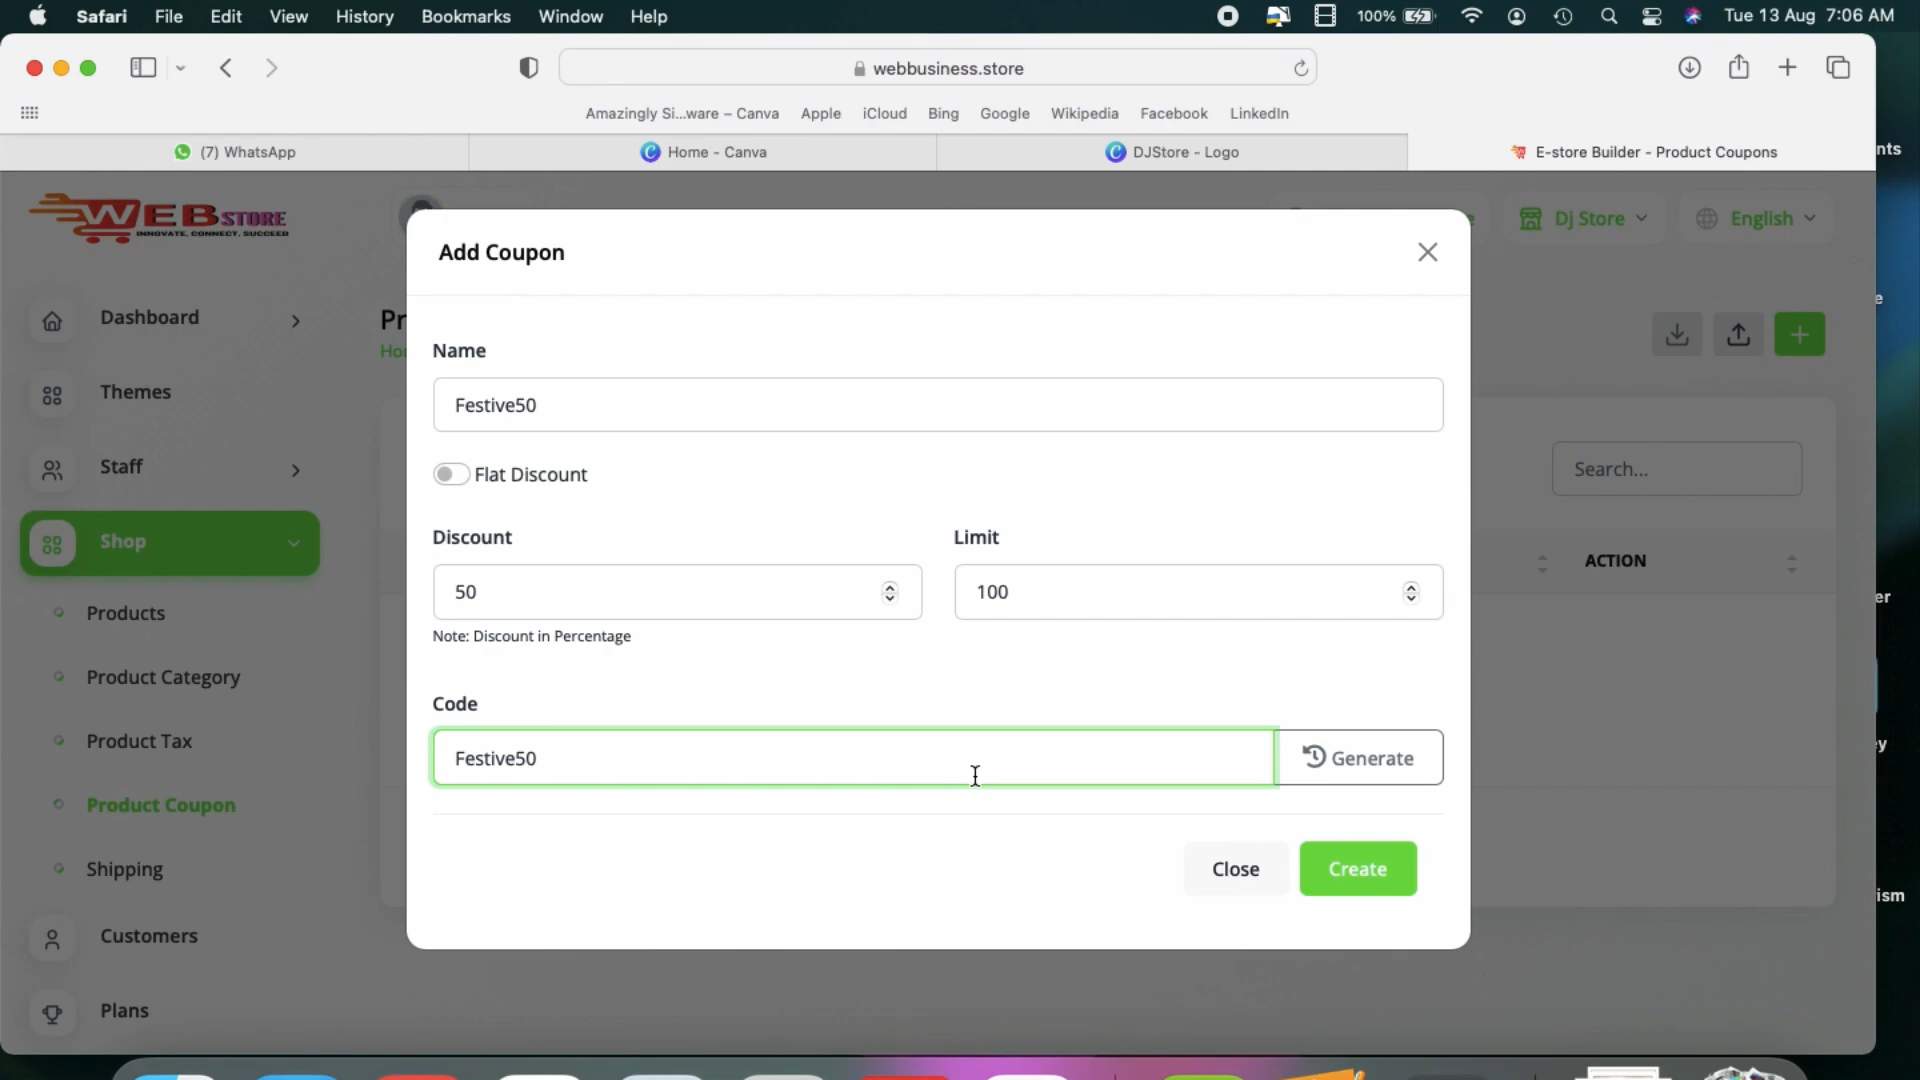 Safari File Edit View History Bookmarks Window Help 100% Tue 13 Aug 7:06 AM
webbusiness.store
Amazingly Si...ware – Canva Apple iCloud Bing Google Wikipedia Facebook LinkedIn
(7) WhatsApp Home - Canva DJStore - Logo E-store Builder - Product Coupons
nts
WEB STORE
INNOVATE. CONNECT. SUCCEED
Dj Store English
Add Coupon
Dashboard
Themes
Staff
Shop
Products
Product Category
Product Tax
Product Coupon
Shipping
Customers
Plans
Name
Festive50
Flat Discount
Discount Limit
50 100
Note: Discount in Percentage
Code
Festive50 Generate
Close Create
Search...
ACTION
er
ism